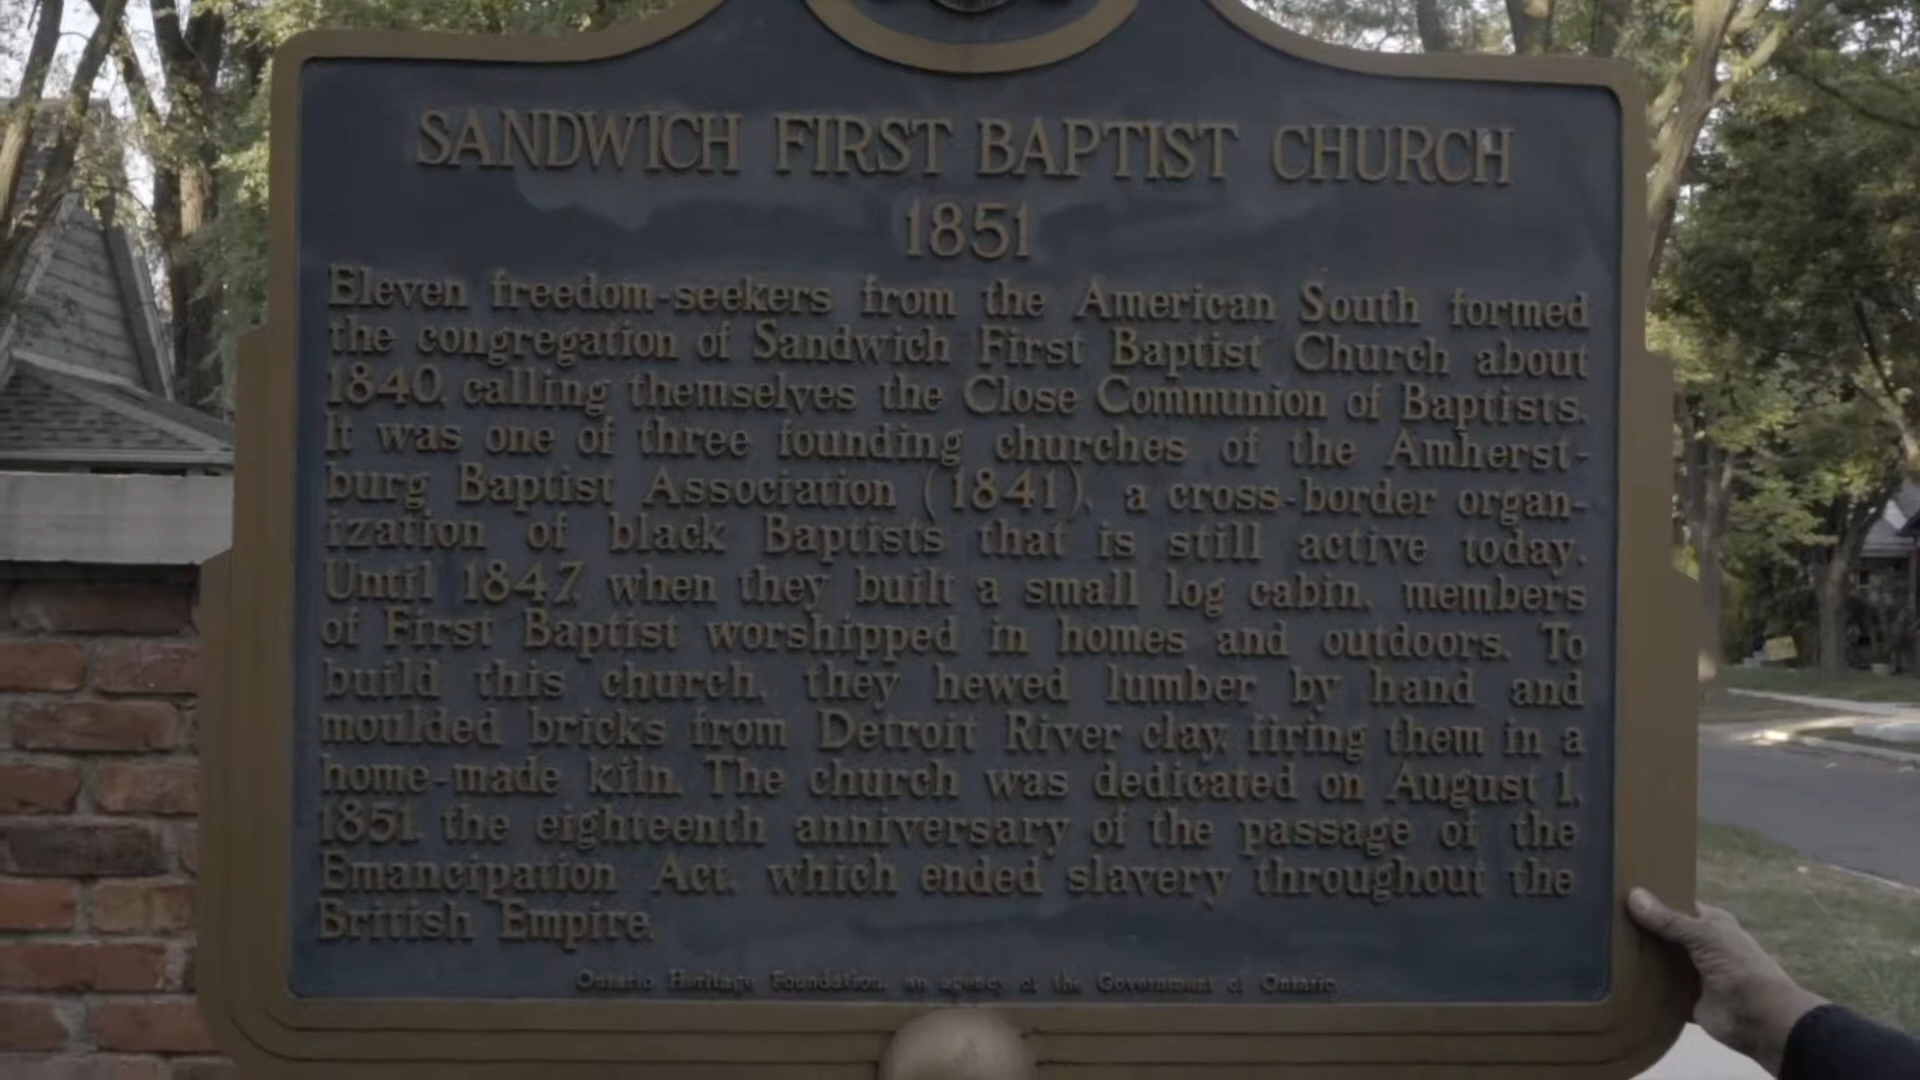 SANDWICH FIRST BAPTIST CHURCH
1851
Eleven freedom-seekers from the American South formed
the congregation of Sandwich First Baptist Church about
1840, calling themselves the Close Communion of Baptists.
It was one of three founding churches of the Amherst-
burg Baptist Association (1841), a cross-border organ-
ization of black Baptists that is still active today.
Until 1847, when they built a small log cabin, members
of First Baptist worshipped in homes and outdoors. To
build this church, they hewed lumber by hand and
moulded bricks from Detroit River clay, firing them in a
home-made kiln. The church was dedicated on August 1,
1851, the eighteenth anniversary of the passage of the
Emancipation Act, which ended slavery throughout the
British Empire.
Ontario Heritage Foundation, an agency of the Government of Ontario